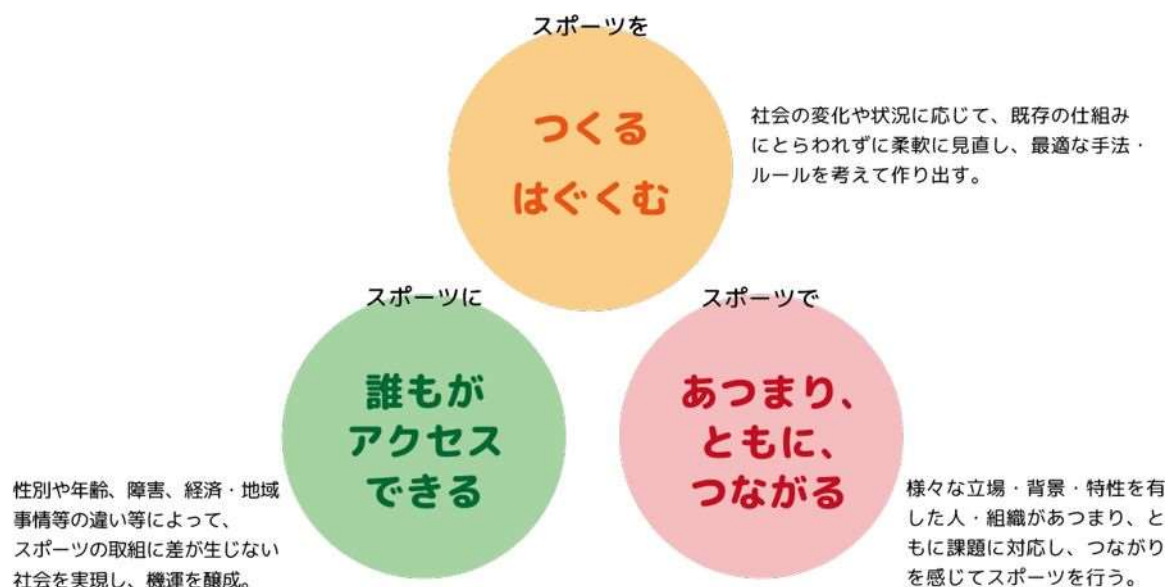 スポーツを
つくる
はぐくむ
社会の変化や状況に応じて、既存の仕組み
にとらわれずに柔軟に見直し、最適な手法・
ルールを考えて作り出す。
スポーツに
誰もが
アクセス
できる
性別や年齢、障害、経済・地域
事情等の違い等によって、
スポーツの取組に差が生じない
社会を実現し、機運を醸成。
スポーツで
あつまり、
ともに、
つながる
様々な立場・背景・特性を有
した人・組織があつまり、と
もに課題に対応し、つながり
を感じてスポーツを行う。